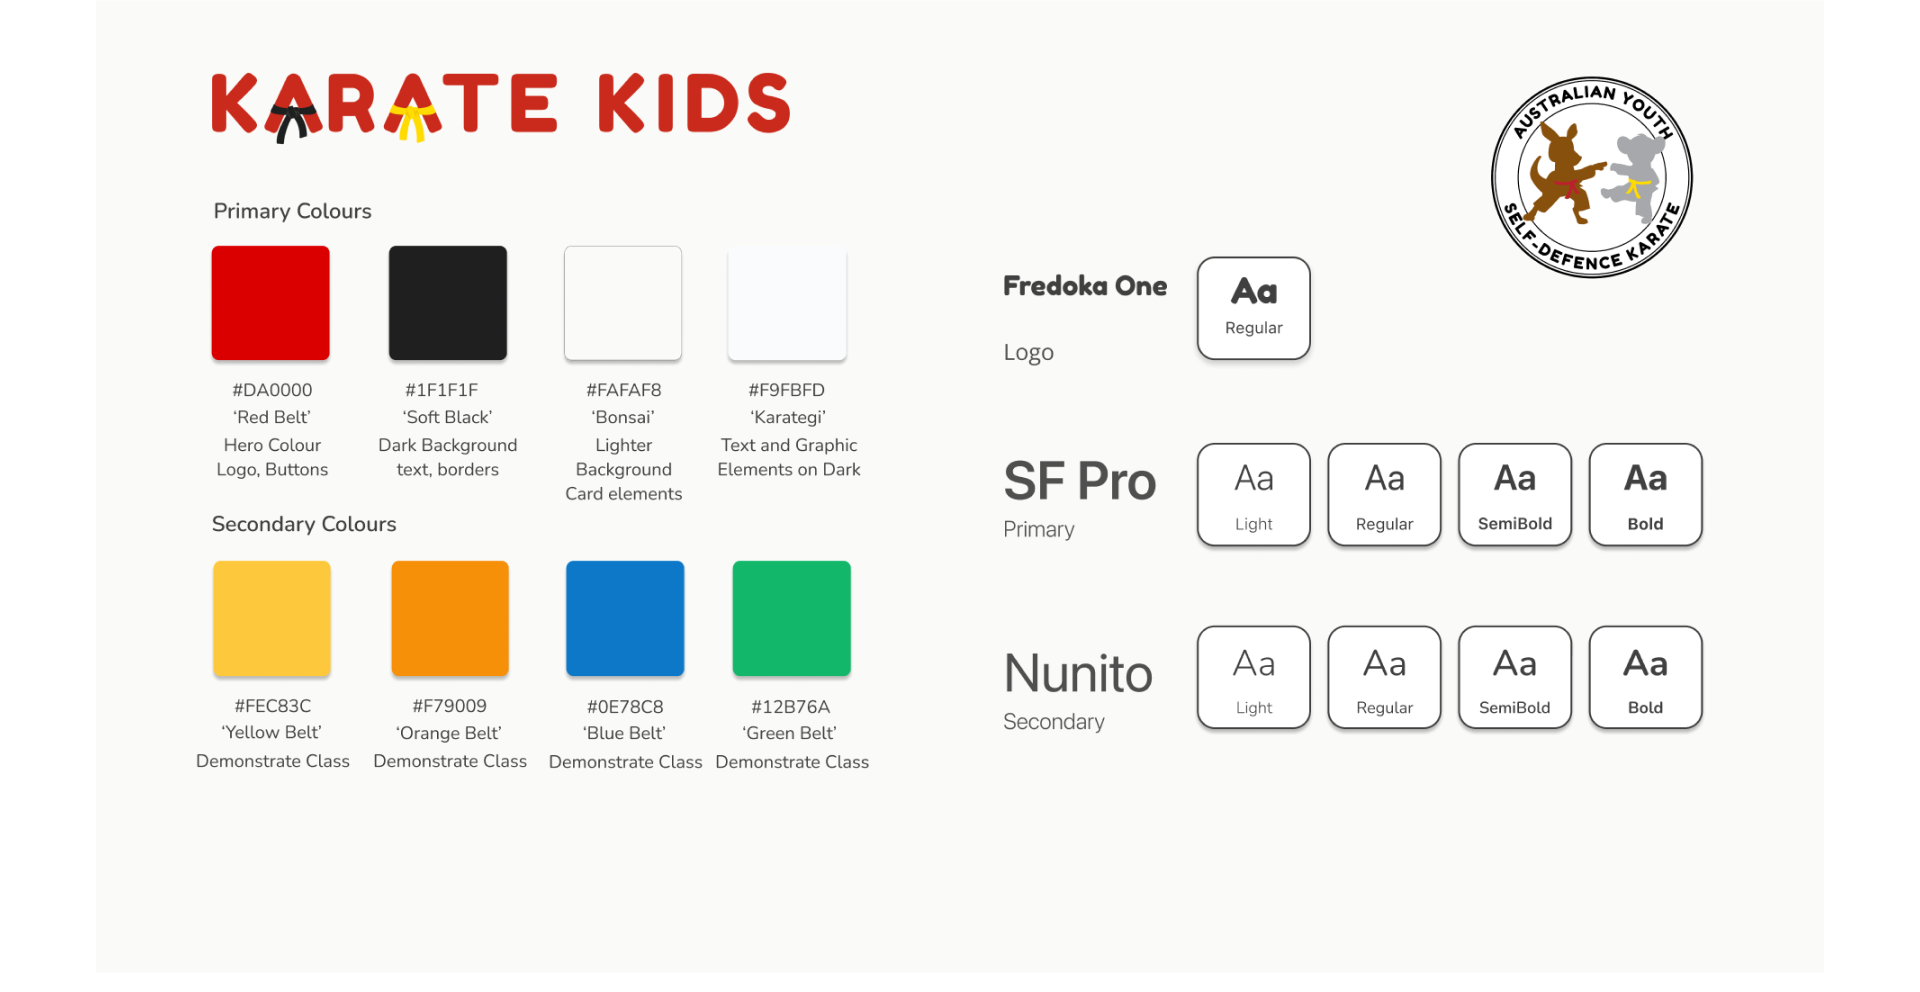 KARATE KIDS
AUSTRALIAN YOUTH
SELF-DEFENCE KARATE
Primary Colours
#DA0000
‘Red Belt’
Hero Colour
Logo, Buttons
#1F1F1F
‘Soft Black’
Dark Background
text, borders
#FAFAF8
‘Bonsai’
Lighter
Background
Card elements
#F9FBFD
‘Karategi’
Text and Graphic
Elements on Dark
Secondary Colours
#FEC83C
‘Yellow Belt’
Demonstrate Class
#F79009
‘Orange Belt’
Demonstrate Class
#0E78C8
‘Blue Belt’
Demonstrate Class
#12B76A
‘Green Belt’
Demonstrate Class
Fredoka One
Logo
Aa
Regular
SF Pro
Primary
Aa
Light
Aa
Regular
Aa
SemiBold
Aa
Bold
Nunito
Secondary
Aa
Light
Aa
Regular
Aa
SemiBold
Aa
Bold